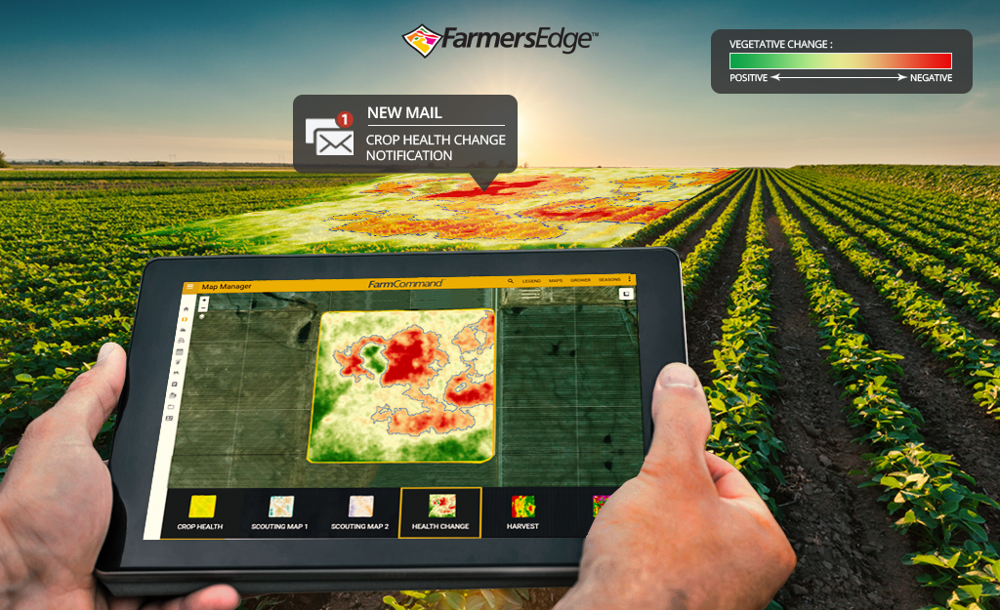 FarmersEdge™
VEGETATIVE CHANGE :
POSITIVE
NEGATIVE
1
NEW MAIL
CROP HEALTH CHANGE
NOTIFICATION
Map Manager
FarmCommand
LEGEND
MAPS
GROWER
SEASONS
CROP HEALTH
SCOUTING MAP 1
SCOUTING MAP 2
HEALTH CHANGE
HARVEST